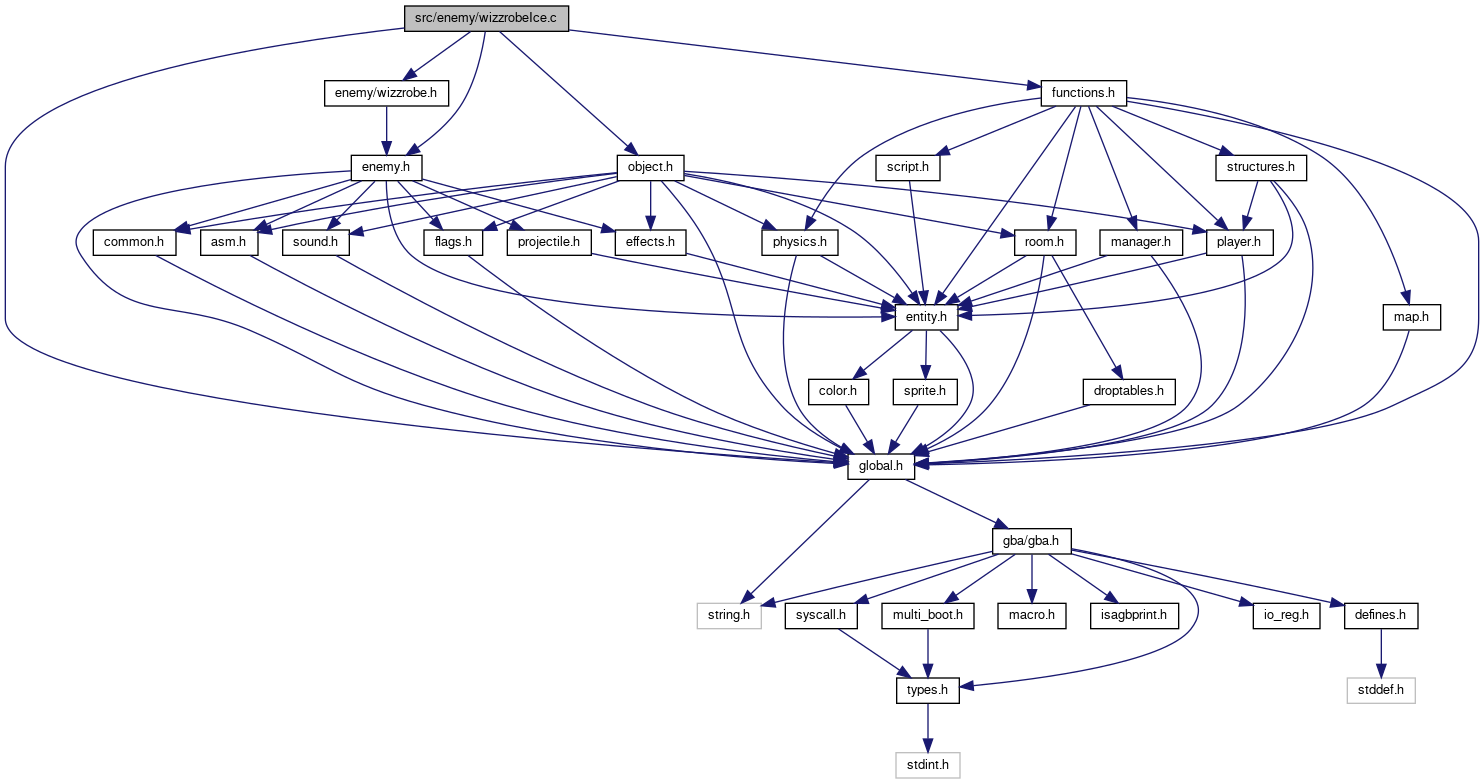 src/enemy/wizzrobeIce.c
enemy/wizzrobe.h
functions.h
enemy.h
object.h
script.h
structures.h
common.h
asm.h
sound.h
flags.h
projectile.h
effects.h
physics.h
room.h
manager.h
player.h
entity.h
map.h
color.h
sprite.h
droptables.h
global.h
gba/gba.h
string.h
syscall.h
multi_boot.h
macro.h
isagbprint.h
io_reg.h
defines.h
types.h
stddef.h
stdint.h